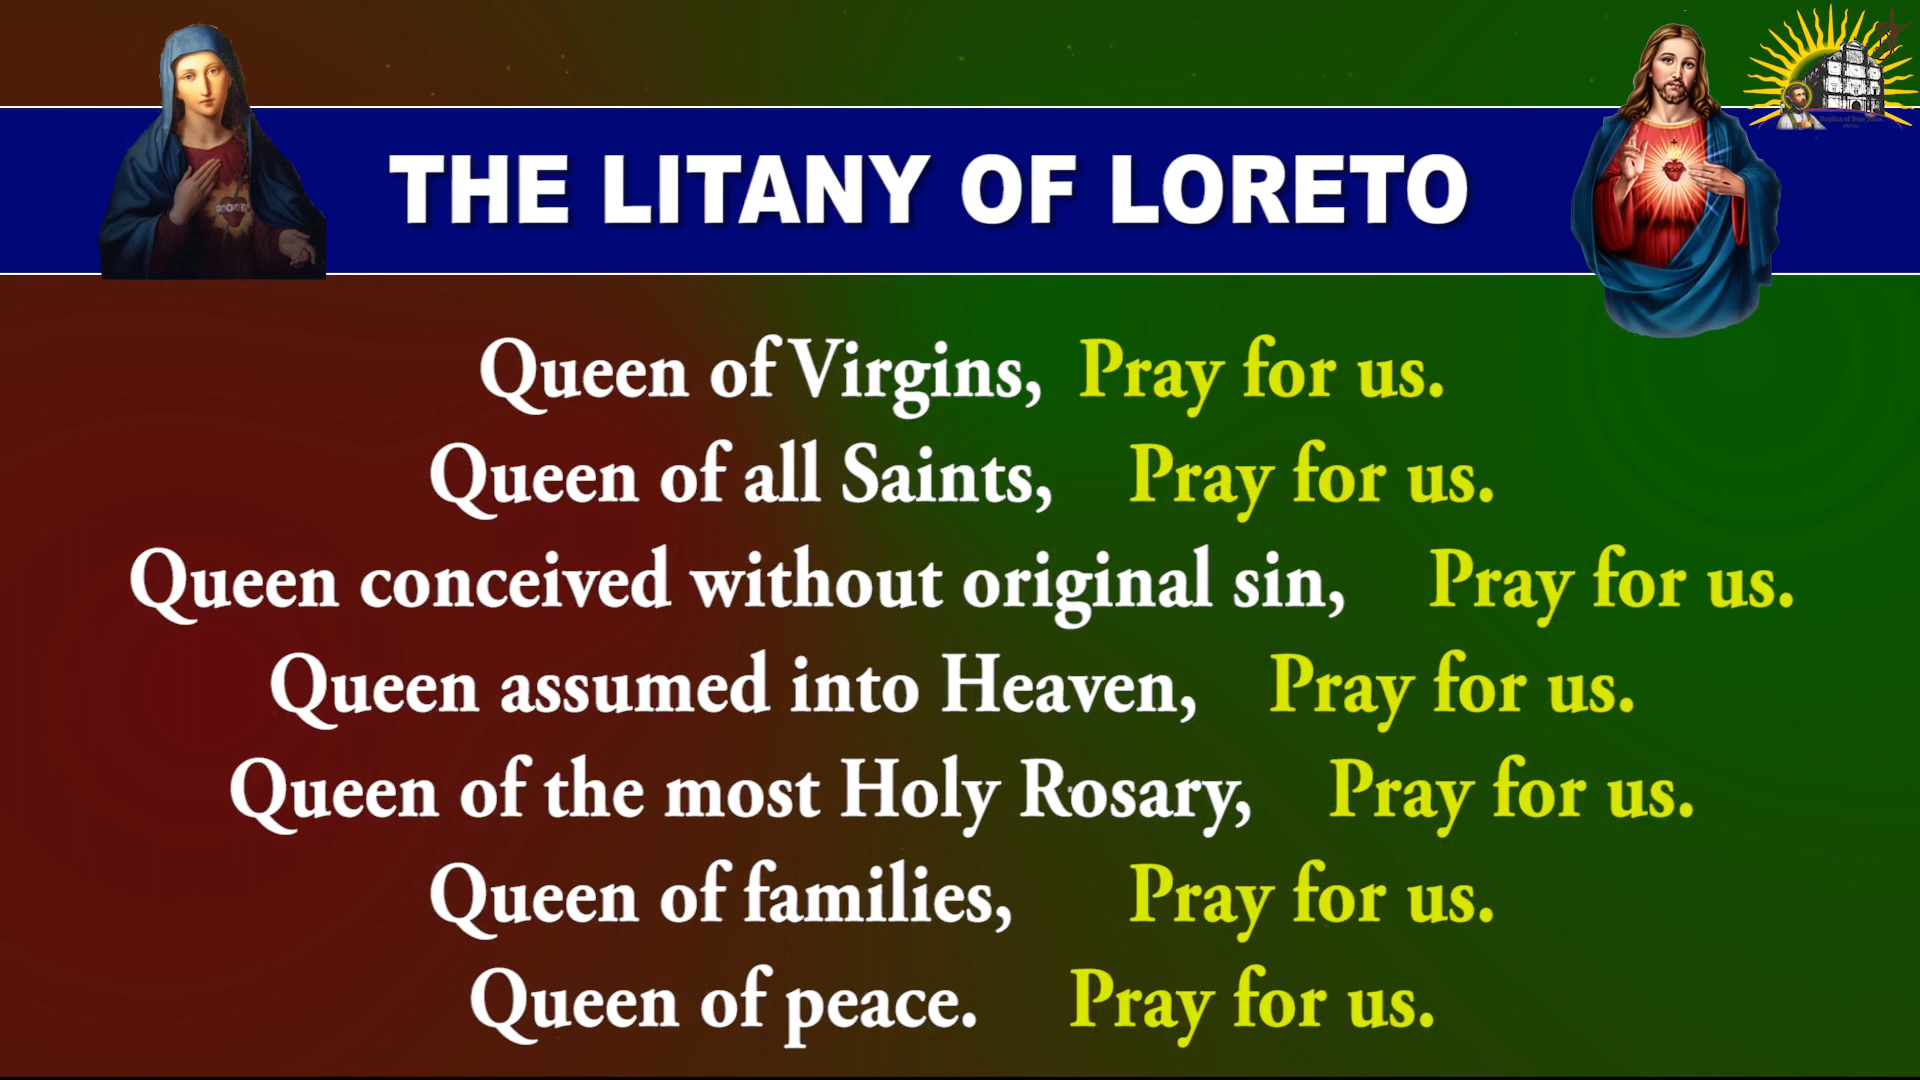 THE LITANY OF LORETO
Queen of Virgins, Pray for us.
Queen of all Saints, Pray for us.
Queen conceived without original sin, Pray for us.
Queen assumed into Heaven, Pray for us.
Queen of the most Holy Rosary, Pray for us.
Queen of families, Pray for us.
Queen of peace. Pray for us.